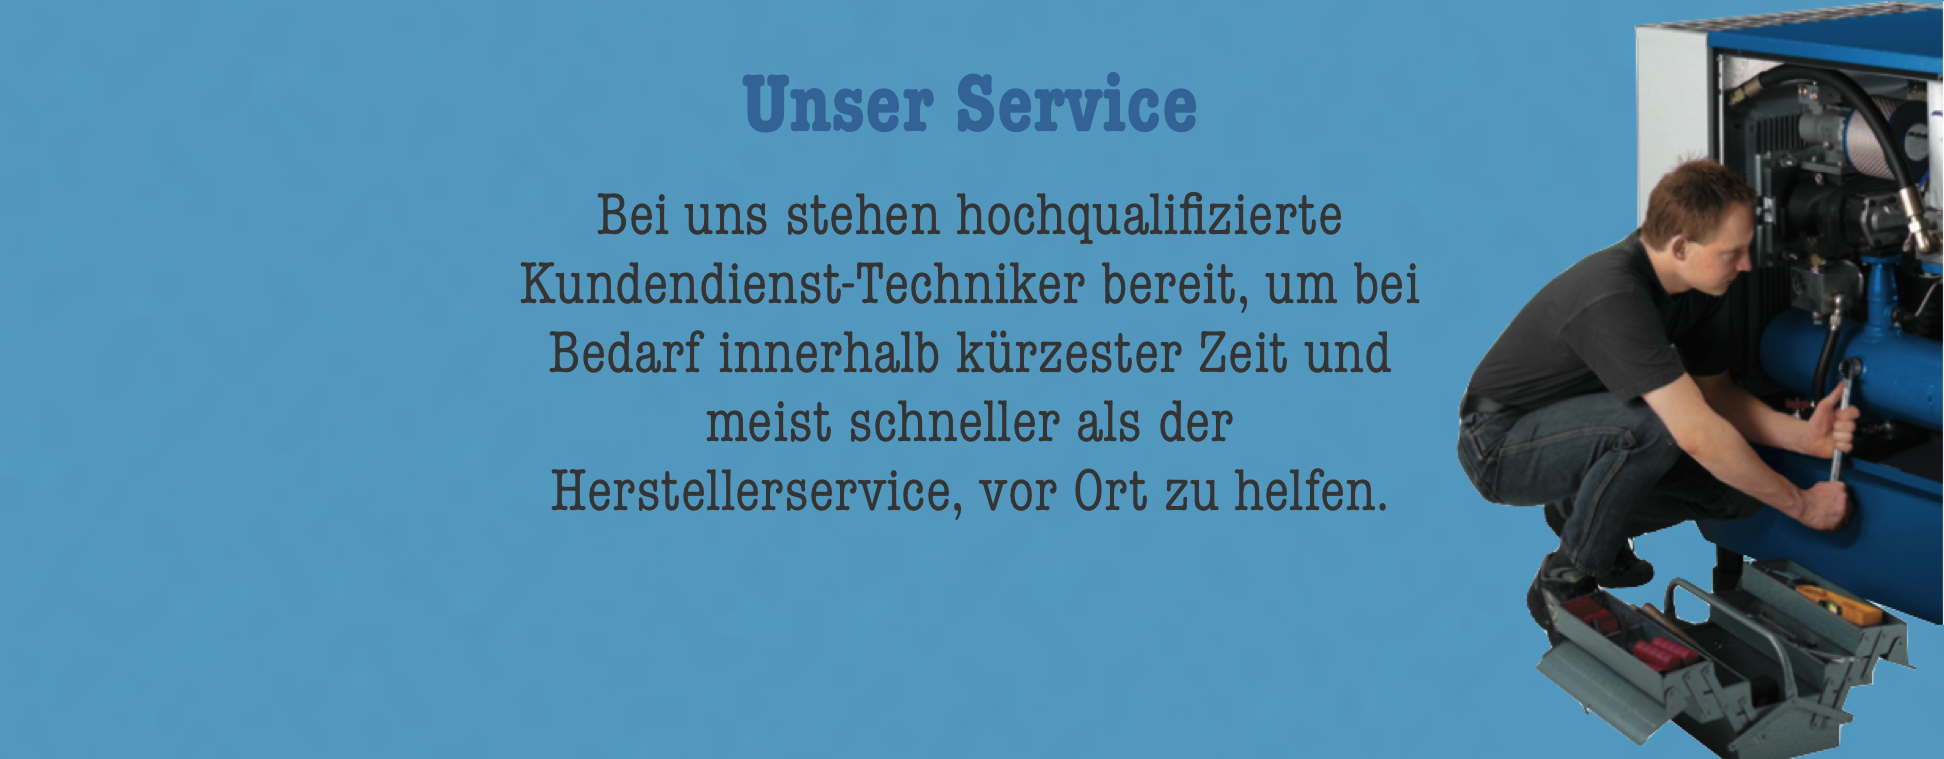 Unser Service
Bei uns stehen hochqualifizierte
Kundendienst-Techniker bereit, um bei
Bedarf innerhalb kürzester Zeit und
meist schneller als der
Herstellerservice, vor Ort zu helfen.